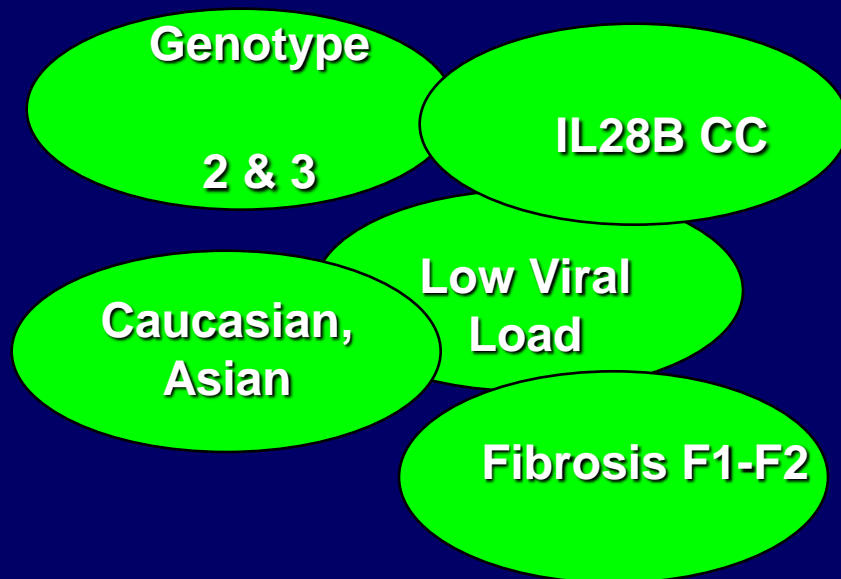 Genotype
2 & 3
IL28B CC
Low Viral
Load
Caucasian,
Asian
Fibrosis F1-F2